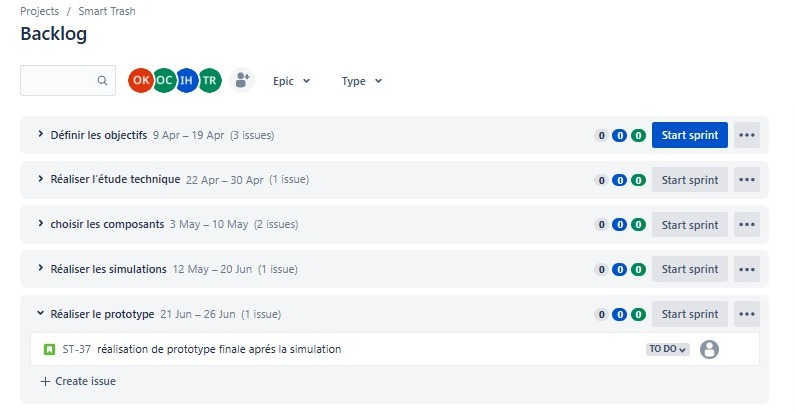 Projects / Smart Trash
Backlog
OK OC IH TR Epic Type
Définir les objectifs 9 Apr – 19 Apr (3 issues) 0 0 0 Start sprint
Réaliser l'étude technique 22 Apr – 30 Apr (1 issue) 0 0 0 Start sprint
choisir les composants 3 May – 10 May (2 issues) 0 0 0 Start sprint
Réaliser les simulations 12 May – 20 Jun (1 issue) 0 0 0 Start sprint
Réaliser le prototype 21 Jun – 26 Jun (1 issue) 0 0 0 Start sprint
ST-37 réalisation de prototype finale aprés la simulation TO DO
+ Create issue